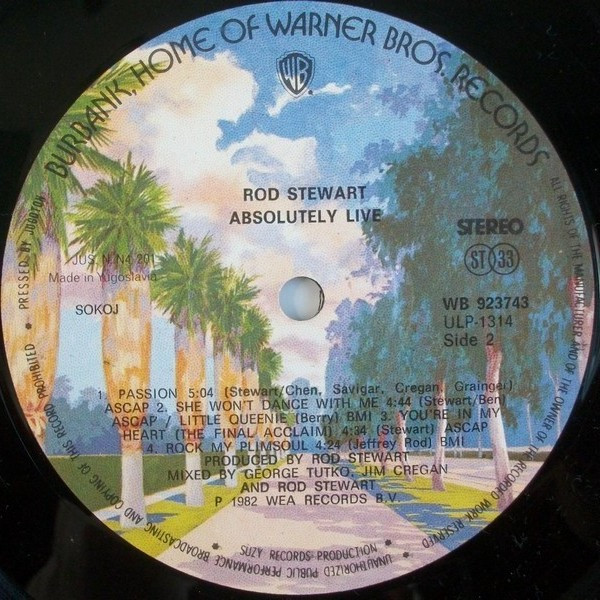 BURBANK, HOME OF WARNER BROS. RECORDS
WB
ROD STEWART
ABSOLUTELY LIVE
JUS. N. N4 201
Made in Yugoslavia
SOKOJ
STEREO
ST 33
WB 923743
ULP-1314
Side 2
1. PASSION 5:04 (Stewart/Chen, Savigar, Cregan, Grainger)
ASCAP 2. SHE WON'T DANCE WITH ME 4:44 (Stewart/Ben)
ASCAP / LITTLE QUEENIE (Berry) BMI 3. YOU'RE IN MY
HEART (THE FINAL ACCLAIM) 4:34 (Stewart) ASCAP
4. ROCK MY PLIMSOUL 4:24 (Jeffrey Rod) BMI
PRODUCED BY ROD STEWART
MIXED BY GEORGE TUTKO, JIM CREGAN
AND ROD STEWART
P 1982 WEA RECORDS B.V.
ALL RIGHTS OF THE MANUFACTURER AND OF THE OWNER OF THE RECORDED WORK RESERVED
UNAUTHORIZED PUBLIC PERFORMANCE BROADCASTING AND COPYING OF THIS RECORD PROHIBITED
PRESSED BY JUGOTON
SUZY RECORDS PRODUCTION